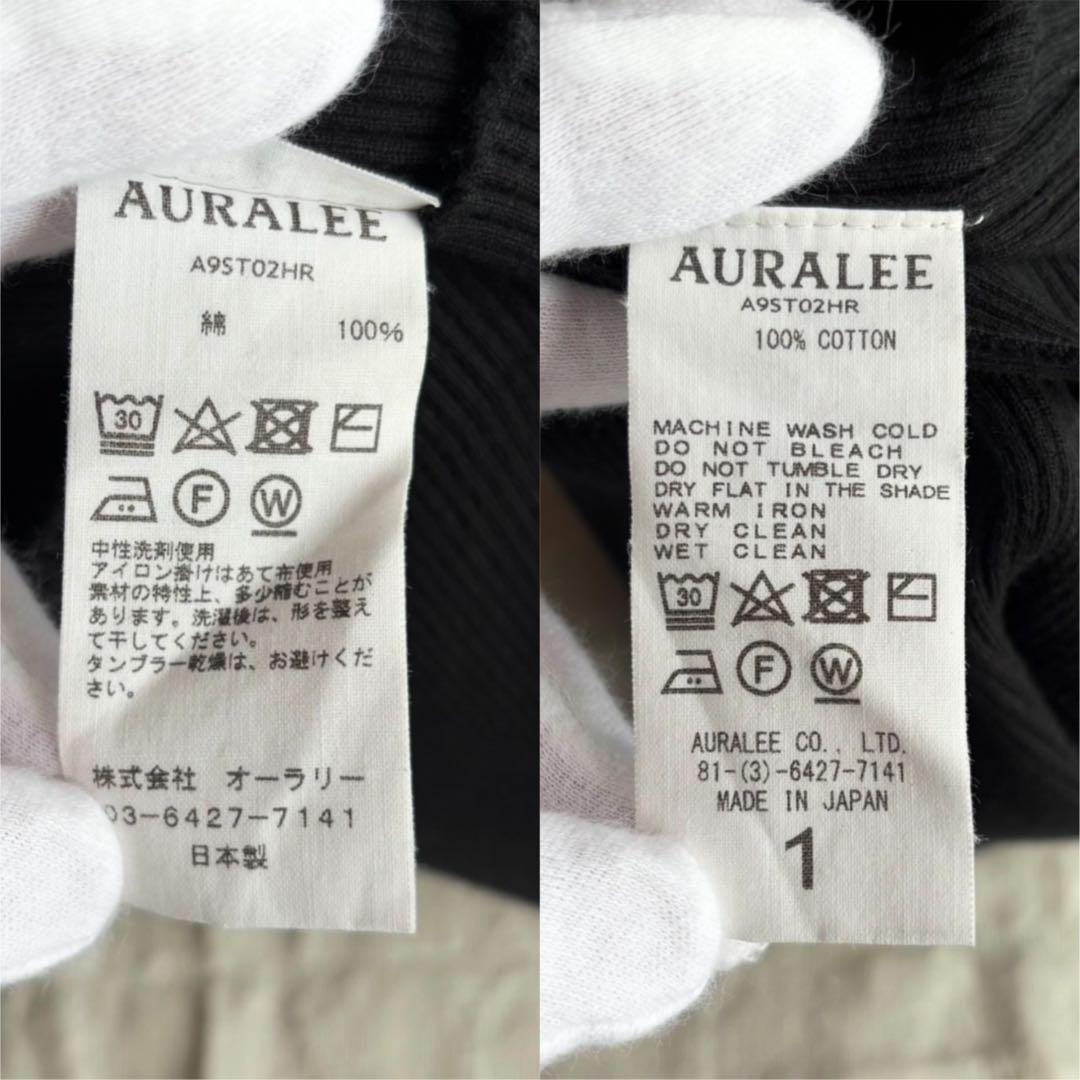 AURALEE
A9ST02HR
綿 100%
30
F W
中性洗剤使用
アイロン掛けはあて布使用
素材の特性上、多少縮むことが
あります。洗濯後は、形を整え
て干してください。
タンブラー乾燥は、お避けくだ
さい。
株式会社 オーラリー
03-6427-7141
日本製
AURALEE
A9ST02HR
100% COTTON
MACHINE WASH COLD
DO NOT BLEACH
DO NOT TUMBLE DRY
DRY FLAT IN THE SHADE
WARM IRON
DRY CLEAN
WET CLEAN
30
F W
AURALEE CO., LTD.
81-(3)-6427-7141
MADE IN JAPAN
1